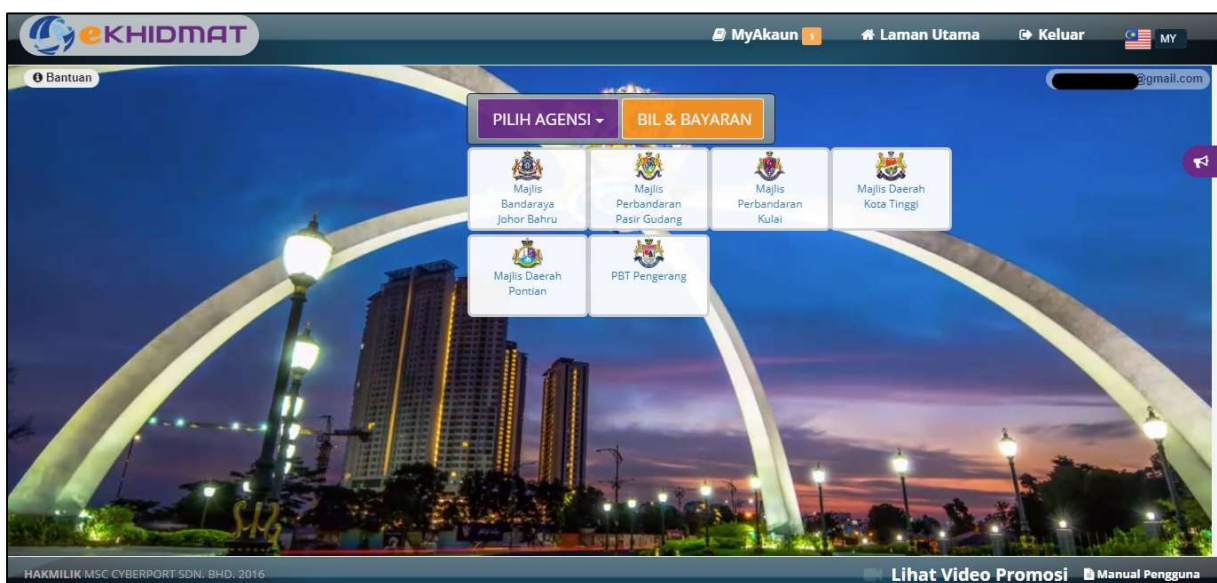 eKHIDMAT
MyAkaun 1
Laman Utama
Keluar
MY
Bantuan
@gmail.com
PILIH AGENSI
BIL & BAYARAN
Majlis
Bandaraya
Johor Bahru
Majlis
Perbandaran
Pasir Gudang
Majlis
Perbandaran
Kulai
Majlis Daerah
Kota Tinggi
Majlis Daerah
Pontian
PBT Pengerang
HAKMILIK MSC CYBERPORT SDN. BHD. 2016
Lihat Video Promosi
Manual Pengguna